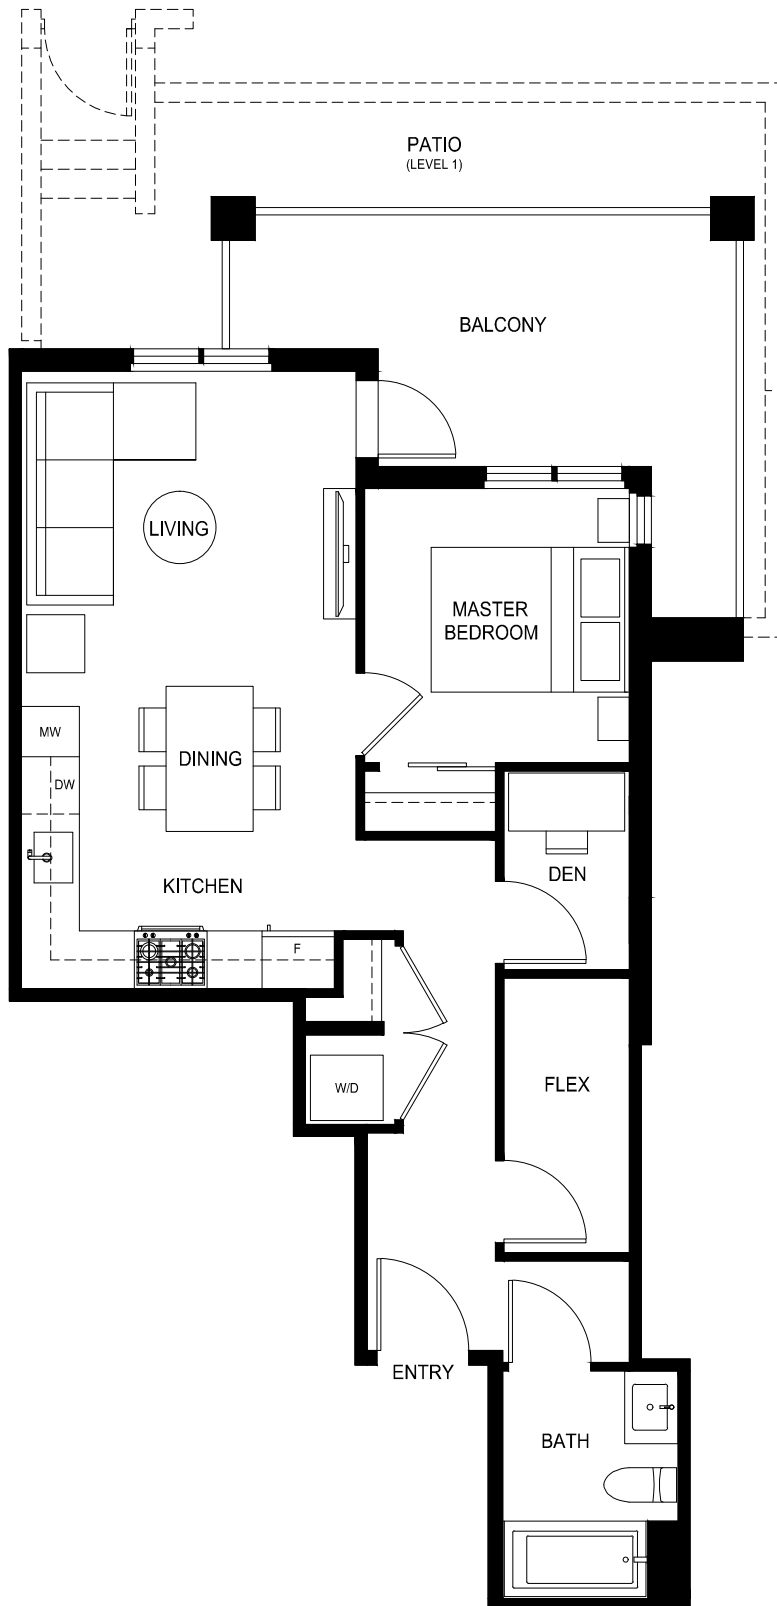 PATIO
(LEVEL 1)
BALCONY
LIVING
MASTER
BEDROOM
MW
DINING
DW
DEN
KITCHEN
F
FLEX
W/D
ENTRY
BATH